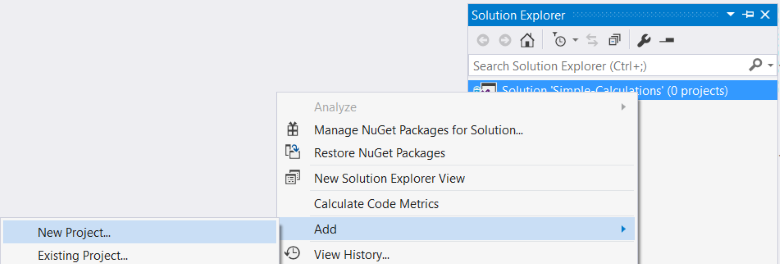 Solution Explorer
Search Solution Explorer (Ctrl+;)
Solution 'Simple-Calculations' (0 projects)
Analyze
Manage NuGet Packages for Solution...
Restore NuGet Packages
New Solution Explorer View
Calculate Code Metrics
Add
New Project...
Existing Project...
View History...